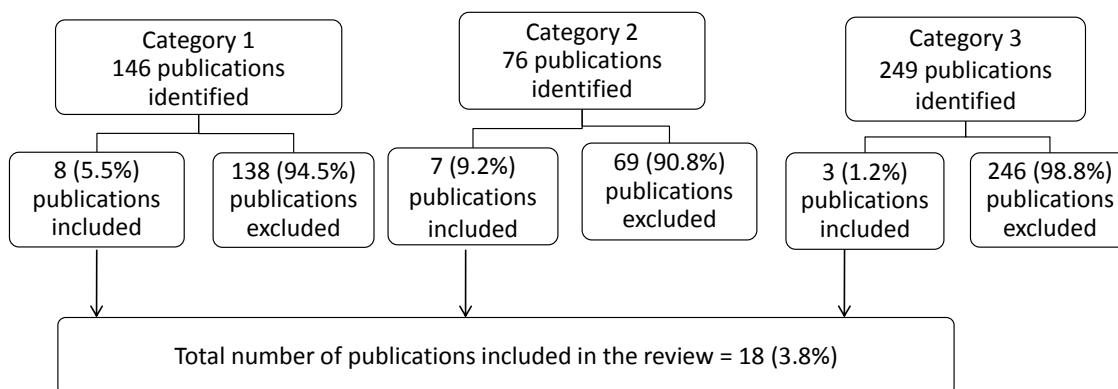 Category 1
146 publications
identified
Category 2
76 publications
identified
Category 3
249 publications
identified
8 (5.5%)
publications
included
138 (94.5%)
publications
excluded
7 (9.2%)
publications
included
69 (90.8%)
publications
excluded
3 (1.2%)
publications
included
246 (98.8%)
publications
excluded
Total number of publications included in the review = 18 (3.8%)